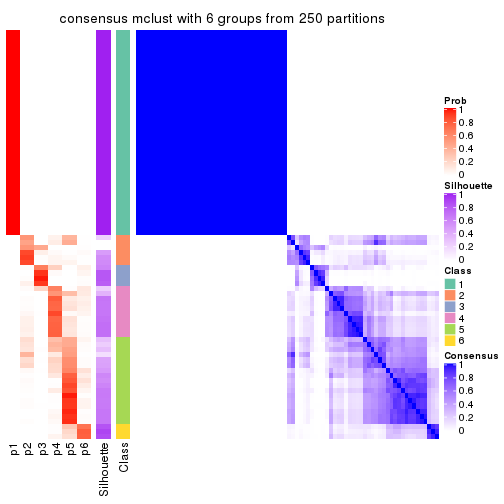 consensus mclust with 6 groups from 250 partitions
Prob
1
0.8
0.6
0.4
0.2
0
Silhouette
1
0.8
0.6
0.4
0.2
0
Class
1
2
3
4
5
6
Consensus
1
0.8
0.6
0.4
0.2
0
p1
p2
p3
p4
p5
p6
Silhouette
Class